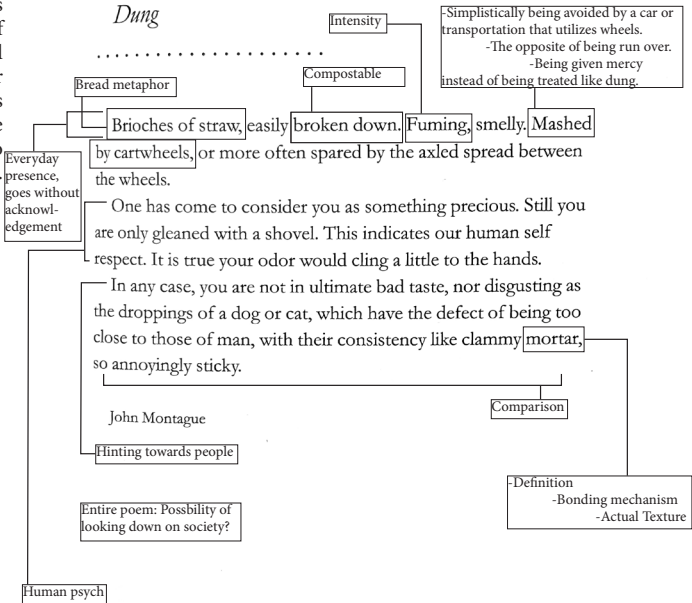 Dung
Intensity
-Simplistically being avoided by a car or
transportation that utilizes wheels.
-The opposite of being run over.
-Being given mercy
instead of being treated like dung.
Bread metaphor
Compostable
Brioches of straw, easily broken down. Fuming, smelly. Mashed
by cartwheels, or more often spared by the axled spread between
the wheels.
Everyday
presence,
goes without
acknowl-
edgement
One has come to consider you as something precious. Still you
are only gleaned with a shovel. This indicates our human self
respect. It is true your odor would cling a little to the hands.
In any case, you are not in ultimate bad taste, nor disgusting as
the droppings of a dog or cat, which have the defect of being too
close to those of man, with their consistency like clammy mortar,
so annoyingly sticky.
Comparison
John Montague
Hinting towards people
-Definition
-Bonding mechanism
-Actual Texture
Entire poem: Possbility of
looking down on society?
Human psych